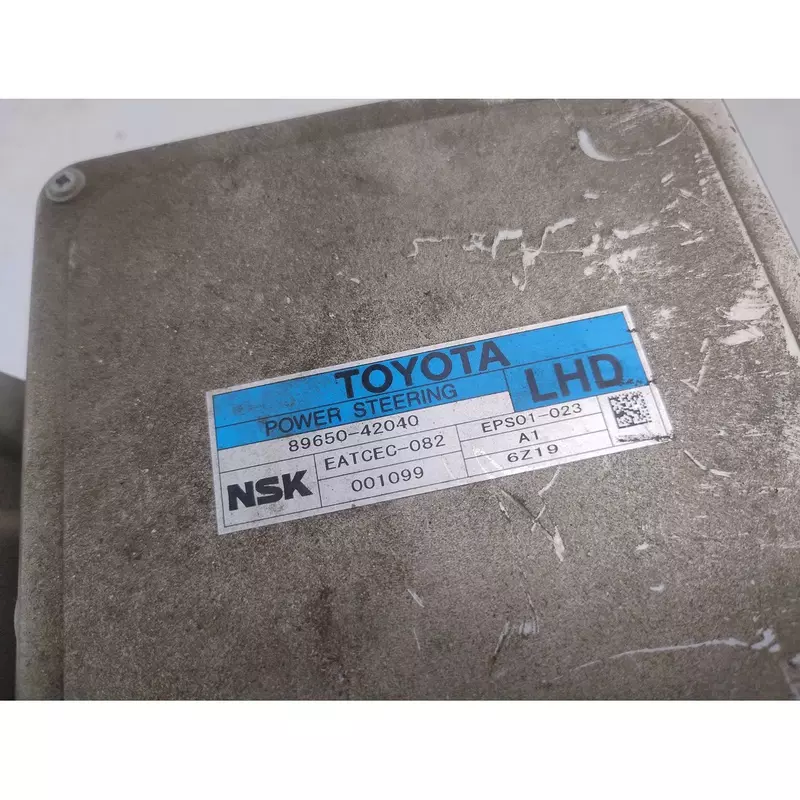 TOYOTA
POWER STEERING
LHD
89650-42040
EPS01-023
NSK
EATCEC-082
A1
001099
6Z19